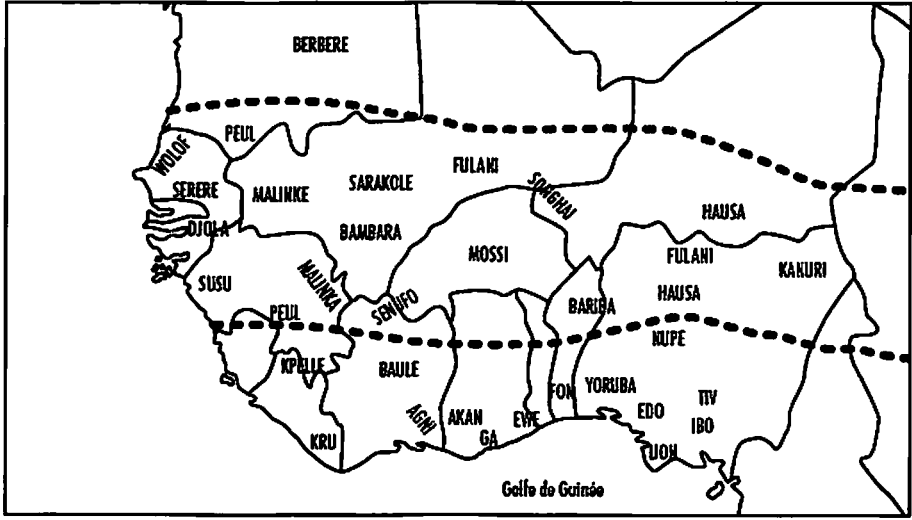 BERBERE
PEUL
WOLOF
FULANI
SARAKOLE
SERERE
MALINKE
SONGHAI
HAUSA
DJOLA
BAMBARA
MOSSI
FULANI
KANURI
SUSU
MALINKA
HAUSA
SENUFO
BARIBA
PEUL
NUPE
KPELLE
BAULE
FON
YORUBA
TIV
AGNI
AKAN
EWE
EDO
IBO
GA
KRU
IJOH
Golfe de Guinée